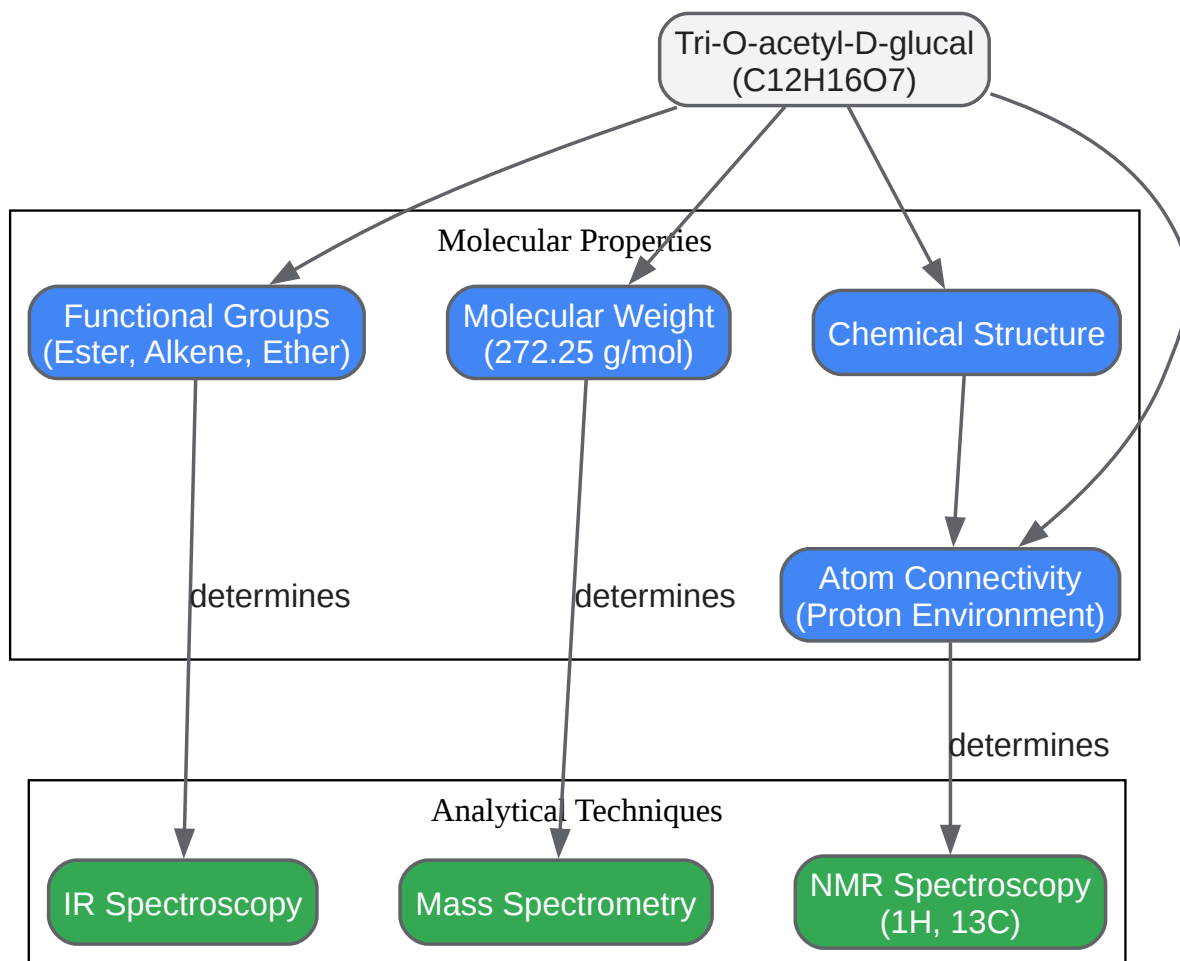 Tri-O-acetyl-D-glucal
(C12H16O7)
Molecular Properties
Functional Groups
(Ester, Alkene, Ether)
Molecular Weight
(272.25 g/mol)
Chemical Structure
Atom Connectivity
(Proton Environment)
determines
determines
determines
Analytical Techniques
IR Spectroscopy
Mass Spectrometry
NMR Spectroscopy
(1H, 13C)